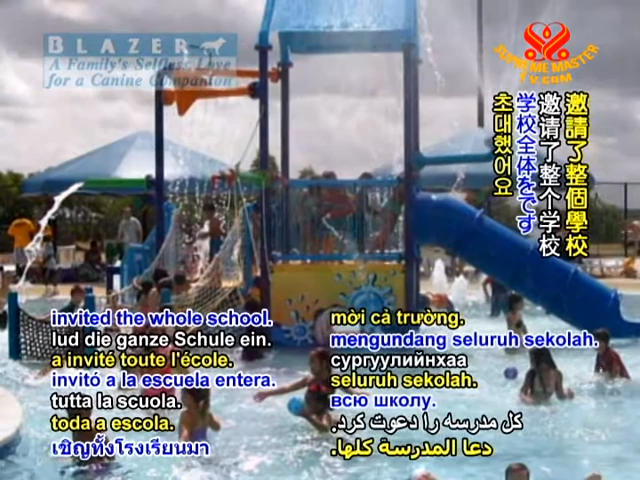 BLAZER
A Family's Selfless Love
for a Canine Companion
SUPREME MASTER
TV.COM
邀請了整個學校
邀请了整个学校
学校全体をです
초대했어요
invited the whole school.
lud die ganze Schule ein.
a invité toute l'école.
invitó a la escuela entera.
tutta la scuola.
toda a escola.
เชิญทั้งโรงเรียนมา
mời cả trường.
mengundang seluruh sekolah.
сургуулийнхаа
seluruh sekolah.
всю школу.
کل مدرسه را دعوت کرد.
دعا المدرسة كلها.